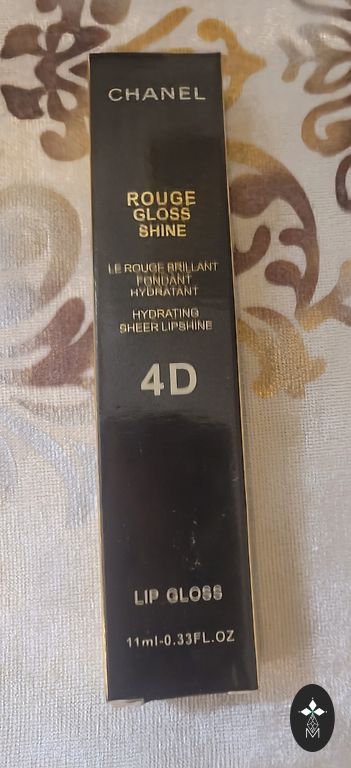 CHANEL
ROUGE
GLOSS
SHINE
LE ROUGE BRILLANT
FONDANT
HYDRATANT
HYDRATING
SHEER LIPSHINE
4D
LIP GLOSS
11ml-0.33FL.OZ
M